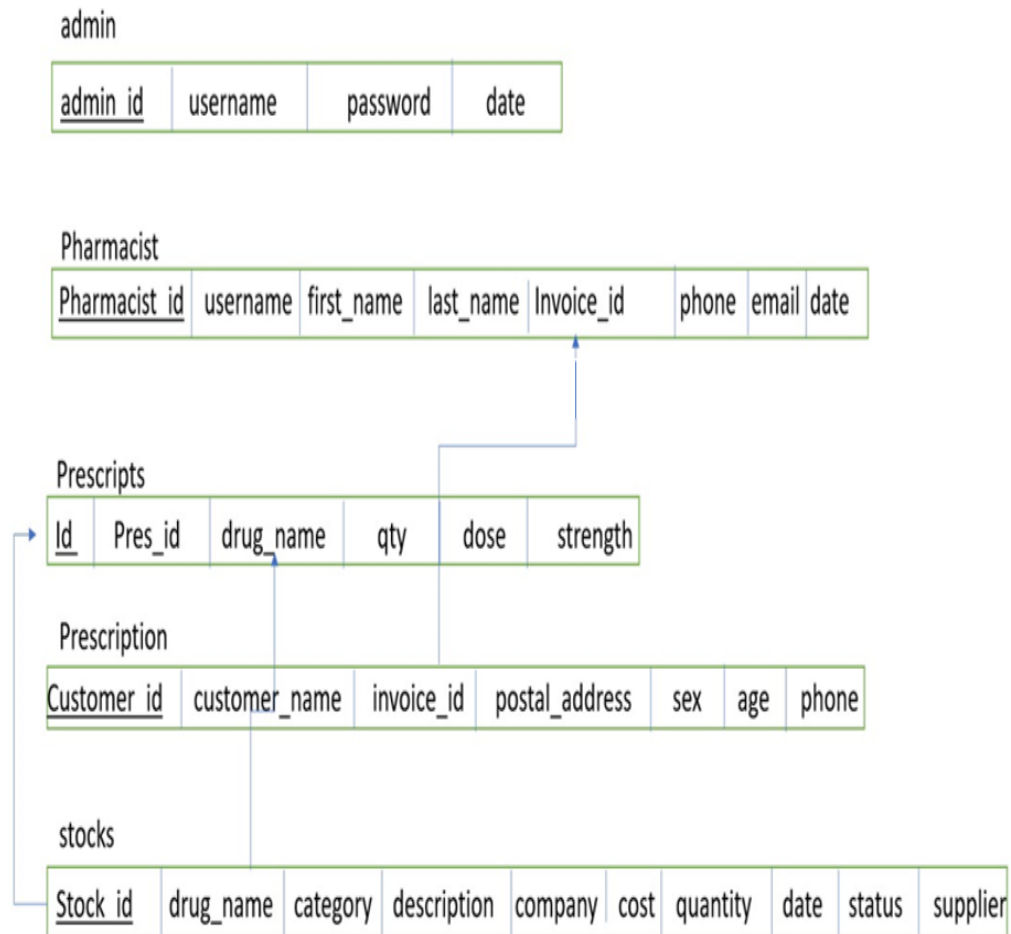 admin
admin_id username password date
Pharmacist
Pharmacist_id username first_name last_name Invoice_id phone email date
Prescripts
Id Pres_id drug_name qty dose strength
Prescription
Customer_id customer_name invoice_id postal_address sex age phone
stocks
Stock_id drug_name category description company cost quantity date status supplier